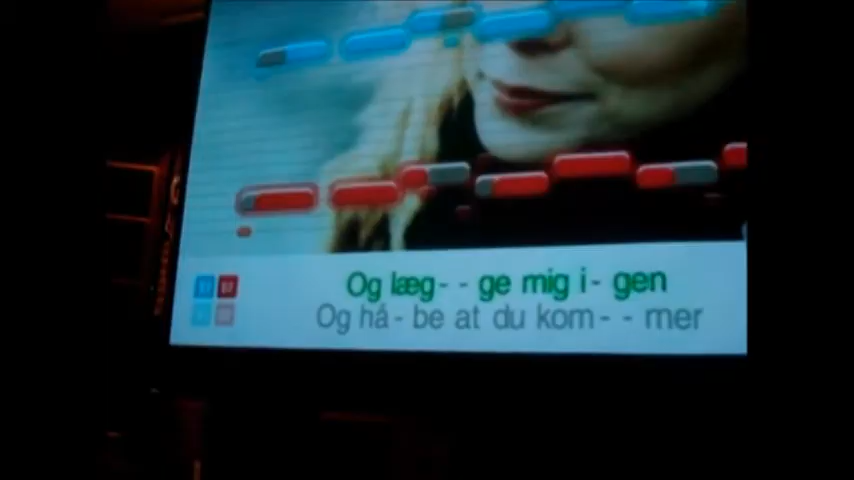 Og læg- - ge mig i- gen
Og hå- be at du kom- - mer